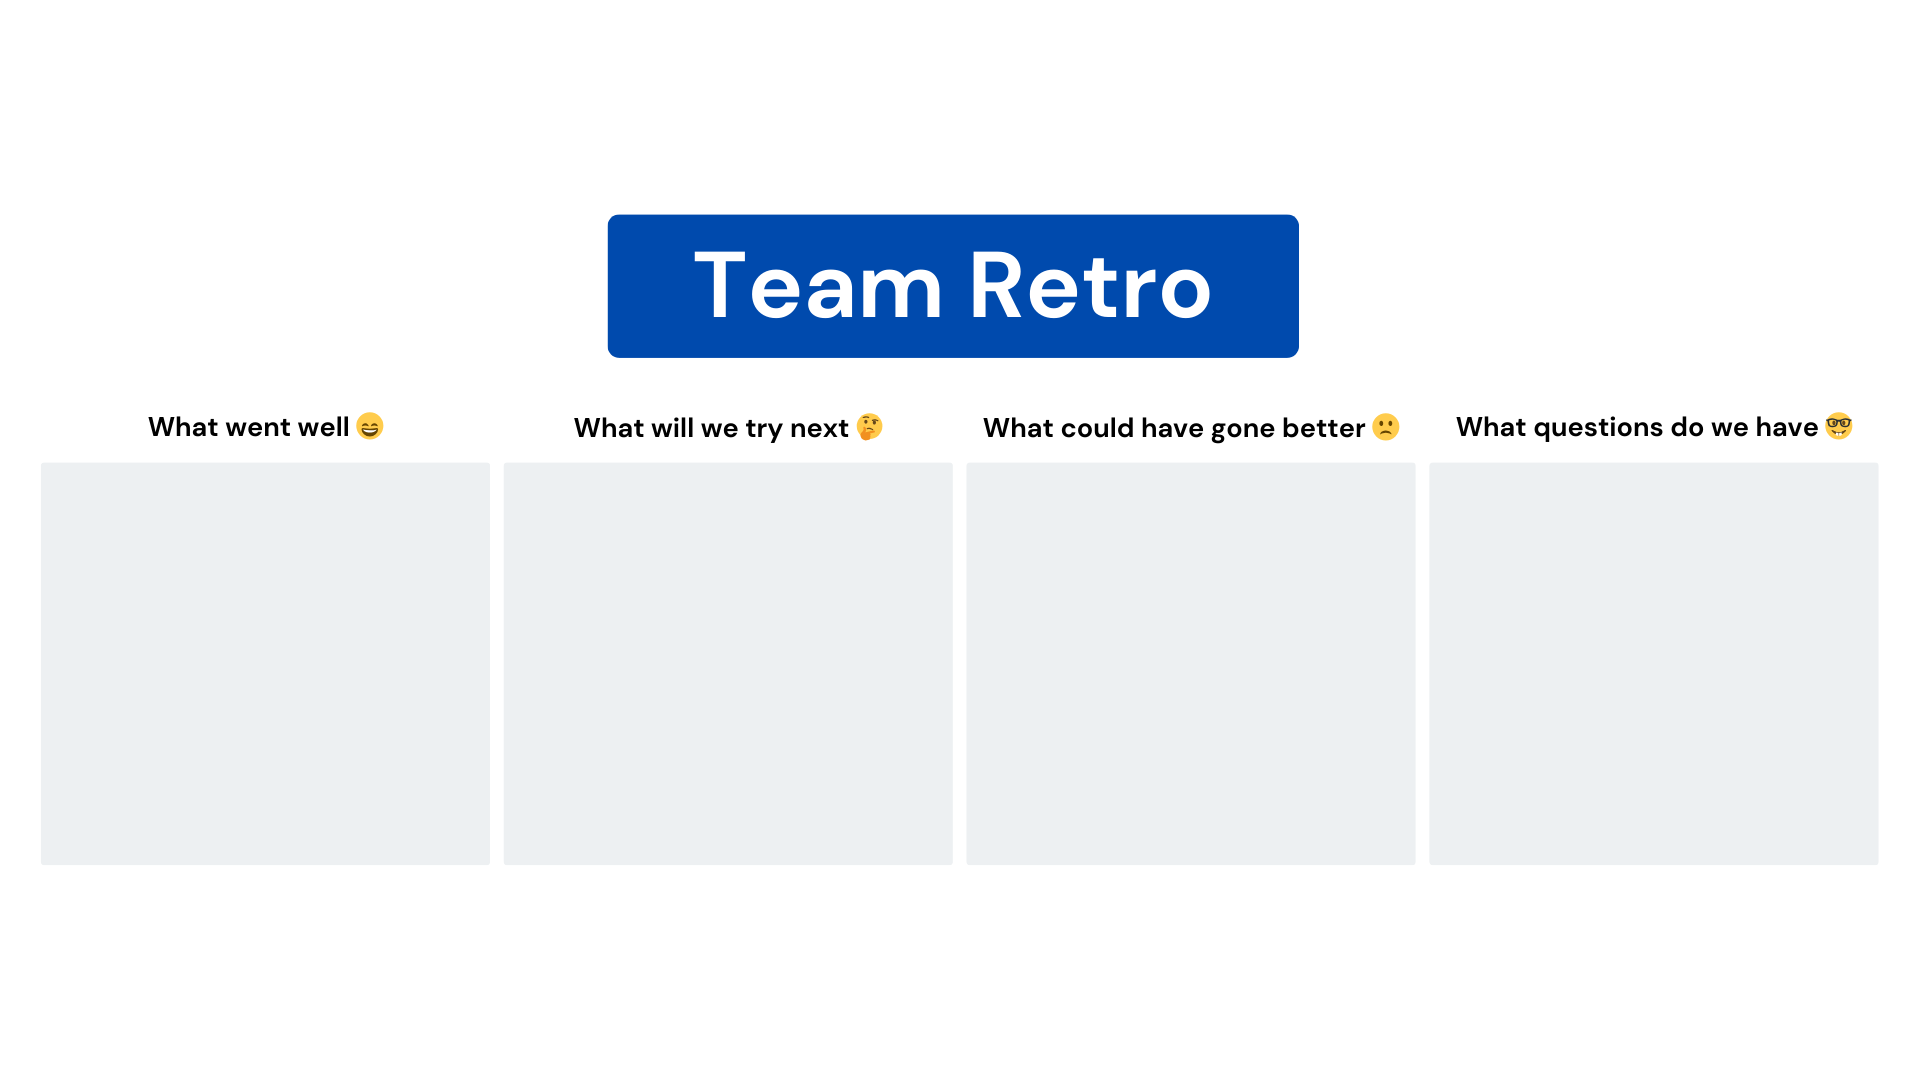 Team Retro
What went well 😄
What will we try next 🤔
What could have gone better 🙁
What questions do we have 🤓